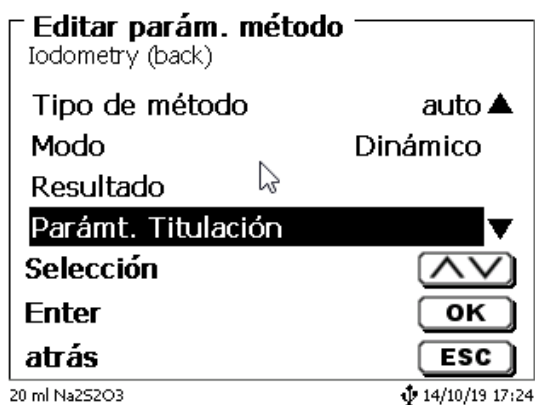 Editar parám. método
Iodometry (back)
Tipo de método auto
Modo Dinámico
Resultado
Parámt. Titulación
Selección
Enter OK
atrás ESC
20 ml Na2S2O3 14/10/19 17:24